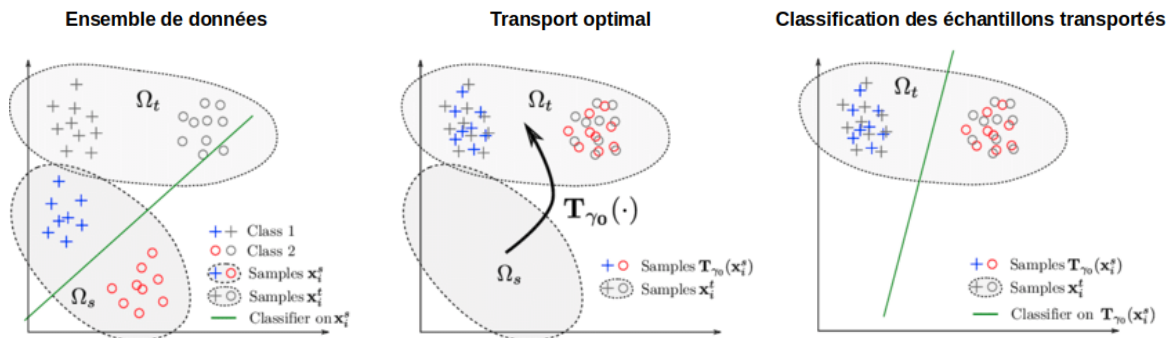 Ensemble de données
Ω_t
Ω_s
Class 1
Class 2
Samples x_i^s
Samples x_i^t
Classifier on x_i^s
Transport optimal
Ω_t
T_γ₀(·)
Ω_s
Samples T_γ₀(x_i^s)
Samples x_i^t
Classification des échantillons transportés
Ω_t
Samples T_γ₀(x_i^s)
Samples x_i^t
Classifier on T_γ₀(x_i^s)